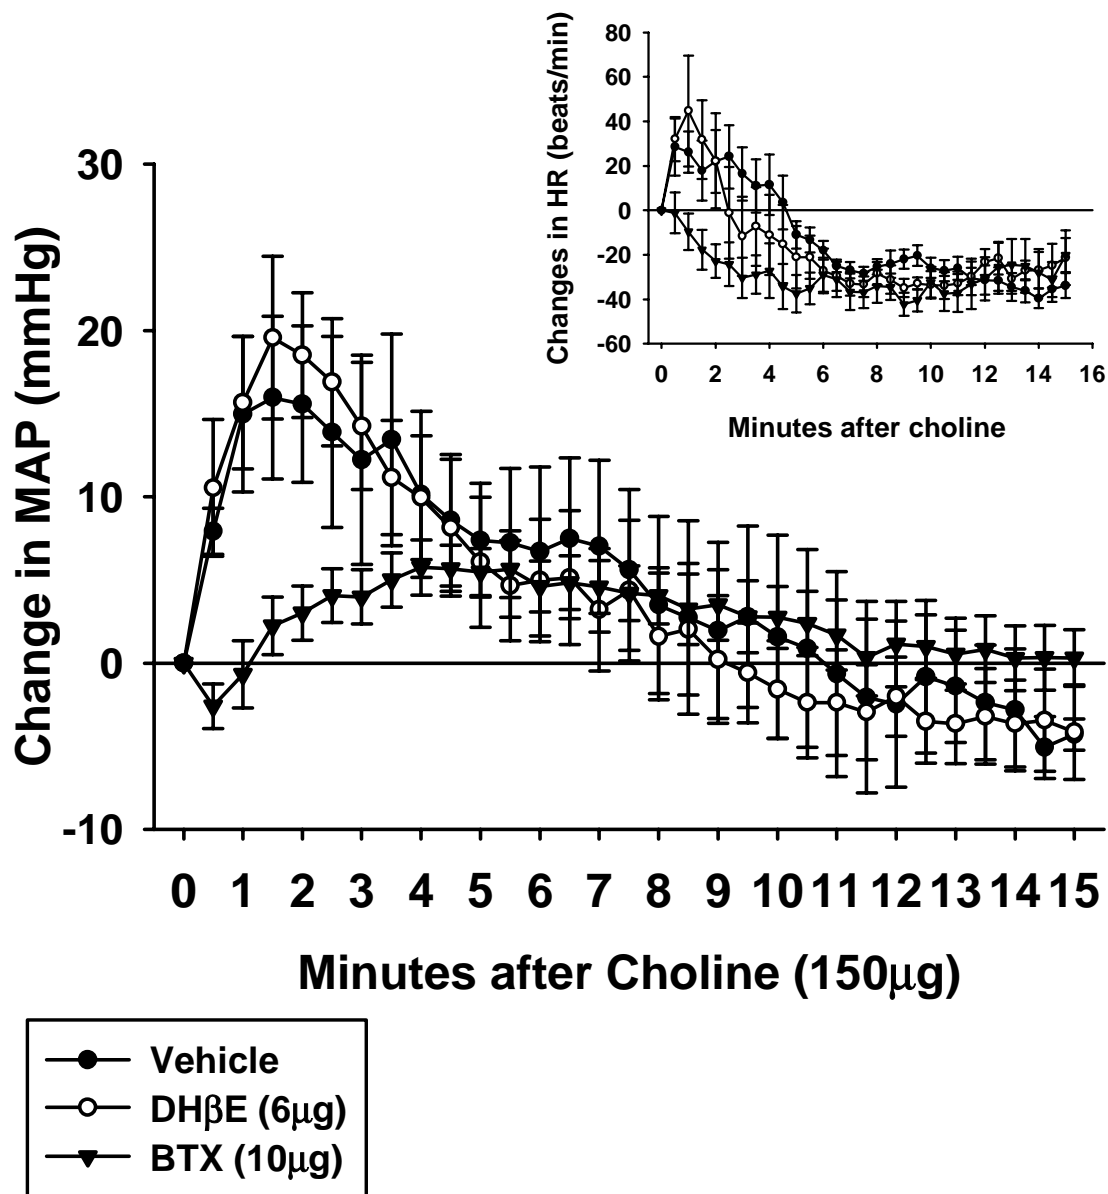 80
60
40
20
0
-20
-40
-60
Changes in HR (beats/min)
0 2 4 6 8 10 12 14 16
Minutes after choline
30
20
10
0
-10
Change in MAP (mmHg)
0 1 2 3 4 5 6 7 8 9 10 11 12 13 14 15
Minutes after Choline (150μg)
Vehicle
DHβE (6μg)
BTX (10μg)